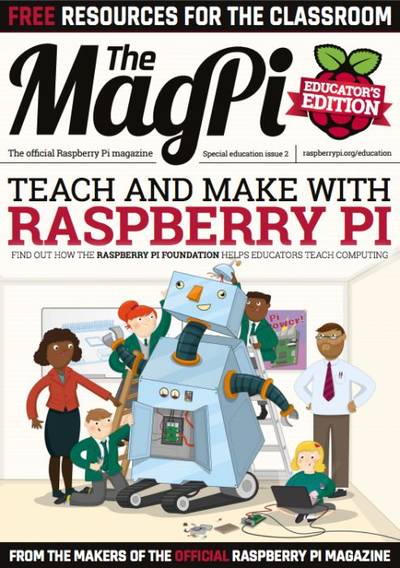 FREE RESOURCES FOR THE CLASSROOM
The
MagPi
EDUCATOR'S
EDITION
The official Raspberry Pi magazine
Special education issue 2
raspberrypi.org/education
TEACH AND MAKE WITH
RASPBERRY PI
FIND OUT HOW THE RASPBERRY PI FOUNDATION HELPS EDUCATORS TEACH COMPUTING
Pi
Power!
FROM THE MAKERS OF THE OFFICIAL RASPBERRY PI MAGAZINE